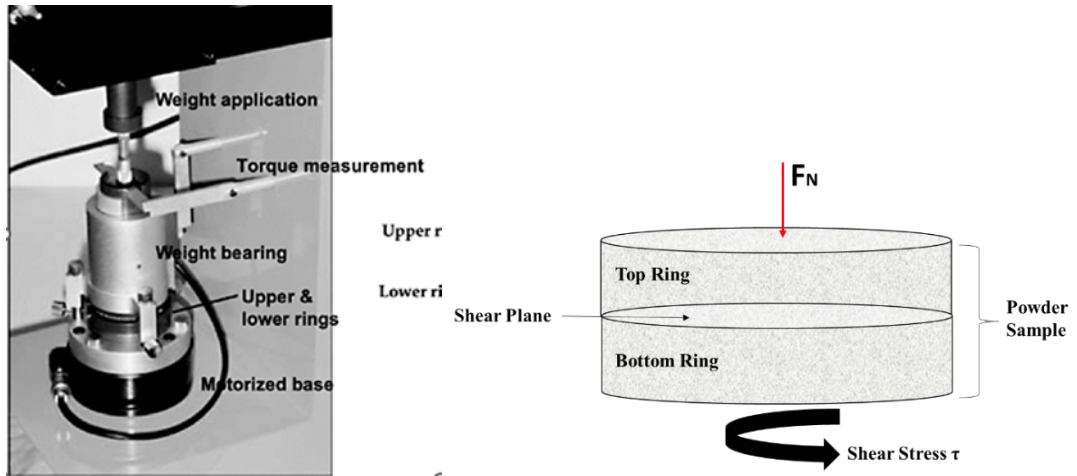 Weight application
Torque measurement
Weight bearing
Upper &
lower rings
Motorized base
Upper r
Lower ri
F_N
Top Ring
Shear Plane
Bottom Ring
Powder
Sample
Shear Stress τ